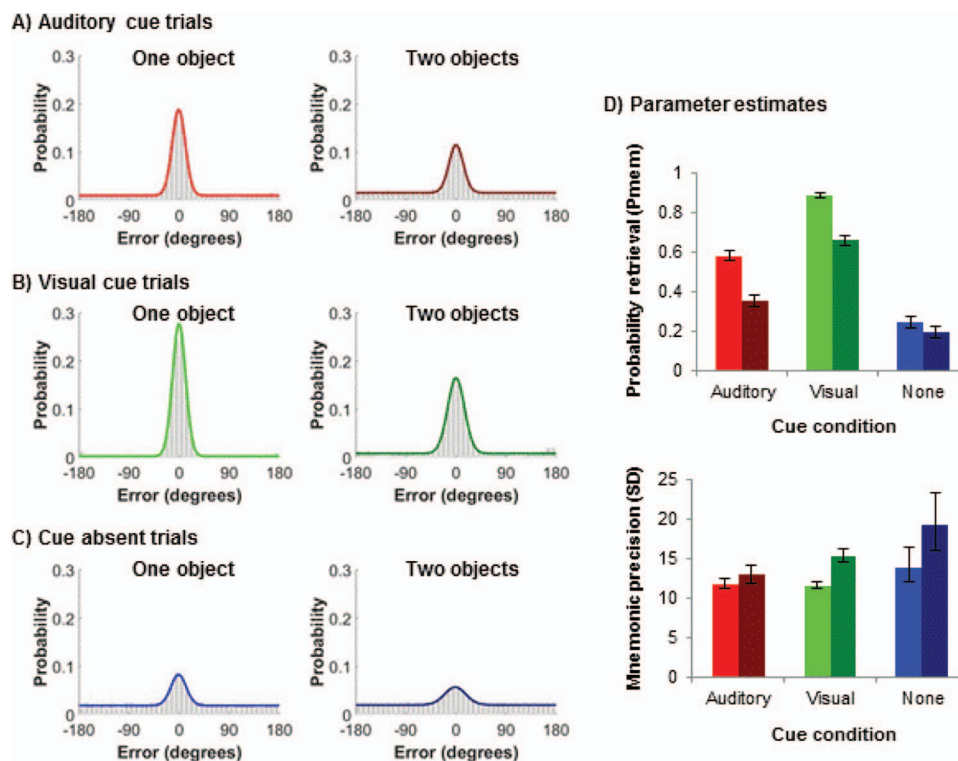 A) Auditory cue trials
One object
Two objects
0.3
0.2
0.1
0
Probability
-180 -90 0 90 180
Error (degrees)
0.3
0.2
0.1
0
Probability
-180 -90 0 90 180
Error (degrees)
B) Visual cue trials
One object
Two objects
0.3
0.2
0.1
0
Probability
-180 -90 0 90 180
Error (degrees)
0.3
0.2
0.1
0
Probability
-180 -90 0 90 180
Error (degrees)
C) Cue absent trials
One object
Two objects
0.3
0.2
0.1
0
Probability
-180 -90 0 90 180
Error (degrees)
0.3
0.2
0.1
0
Probability
-180 -90 0 90 180
Error (degrees)
D) Parameter estimates
Probability retrieval (Pmem)
1
0.8
0.6
0.4
0.2
0
Auditory Visual None
Cue condition
Mnemonic precision (SD)
25
20
15
10
5
0
Auditory Visual None
Cue condition